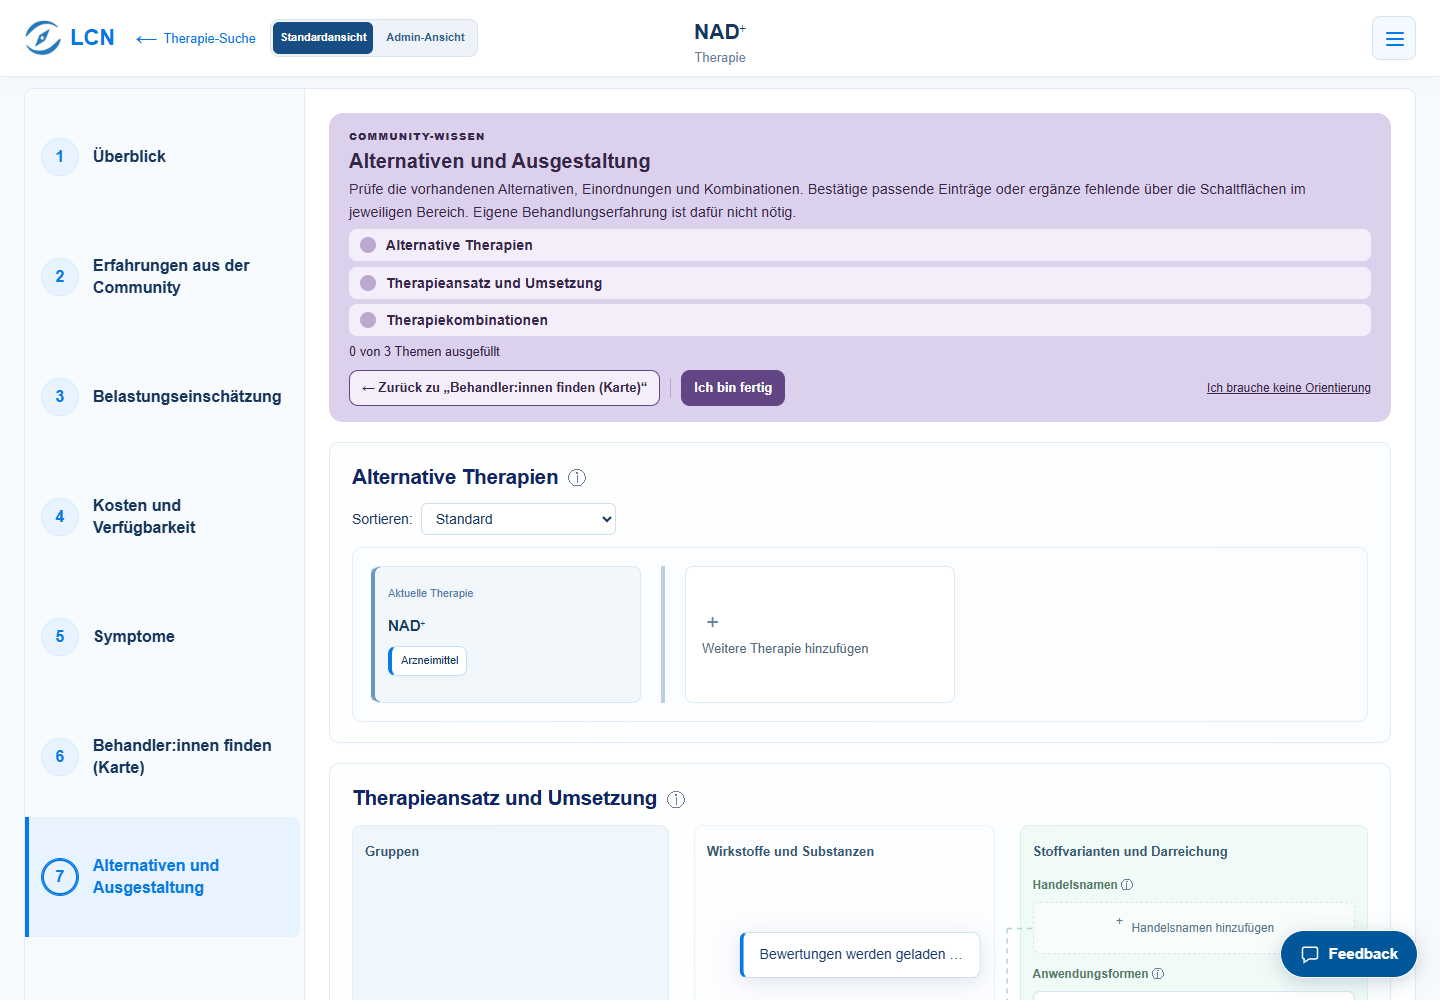 LCN
← Therapie-Suche
Standardansicht
Admin-Ansicht
NAD⁺
Therapie
1
Überblick
2
Erfahrungen aus der
Community
3
Belastungseinschätzung
4
Kosten und
Verfügbarkeit
5
Symptome
6
Behandler:innen finden
(Karte)
7
Alternativen und
Ausgestaltung
COMMUNITY-WISSEN
Alternativen und Ausgestaltung
Prüfe die vorhandenen Alternativen, Einordnungen und Kombinationen. Bestätige passende Einträge oder ergänze fehlende über die Schaltflächen im
jeweiligen Bereich. Eigene Behandlungserfahrung ist dafür nicht nötig.
Alternative Therapien
Therapieansatz und Umsetzung
Therapiekombinationen
0 von 3 Themen ausgefüllt
← Zurück zu „Behandler:innen finden (Karte)“
Ich bin fertig
Ich brauche keine Orientierung
Alternative Therapien ⓘ
Sortieren:
Standard
Aktuelle Therapie
NAD⁺
Arzneimittel
+
Weitere Therapie hinzufügen
Therapieansatz und Umsetzung ⓘ
Gruppen
Wirkstoffe und Substanzen
Bewertungen werden geladen …
Stoffvarianten und Darreichung
Handelsnamen ⓘ
+ Handelsnamen hinzufügen
Anwendungsformen ⓘ
Feedback